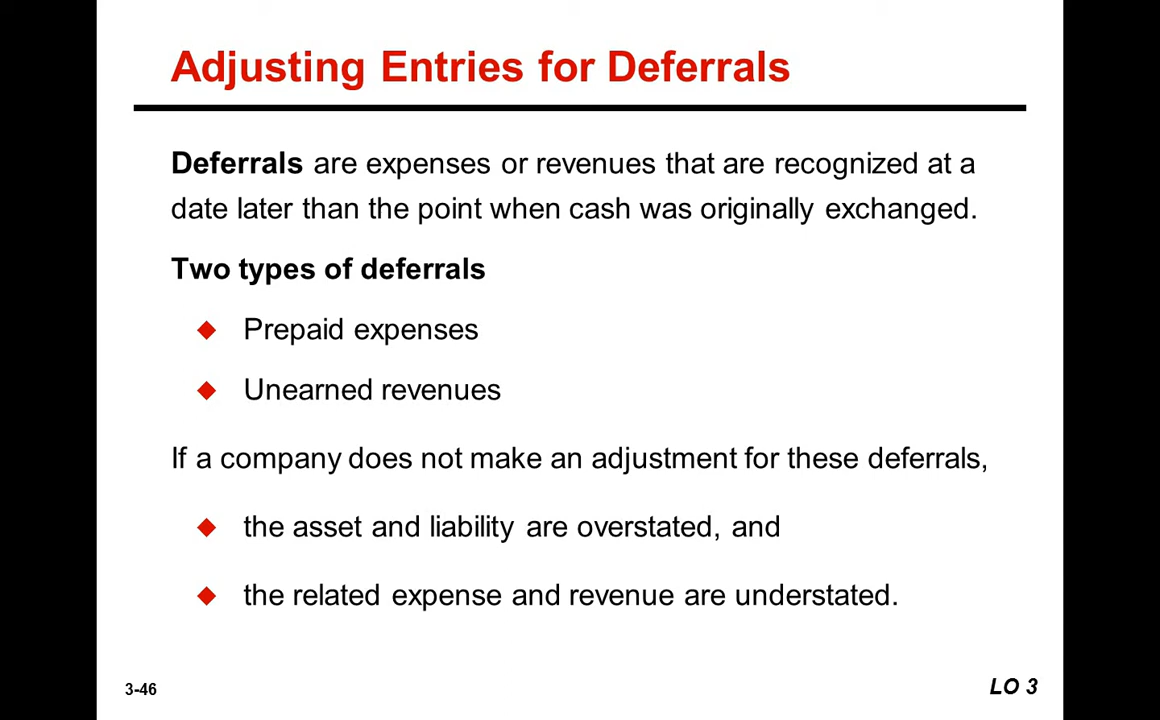 Adjusting Entries for Deferrals
Deferrals are expenses or revenues that are recognized at a
date later than the point when cash was originally exchanged.
Two types of deferrals
Prepaid expenses
Unearned revenues
If a company does not make an adjustment for these deferrals,
the asset and liability are overstated, and
the related expense and revenue are understated.
3-46
LO 3